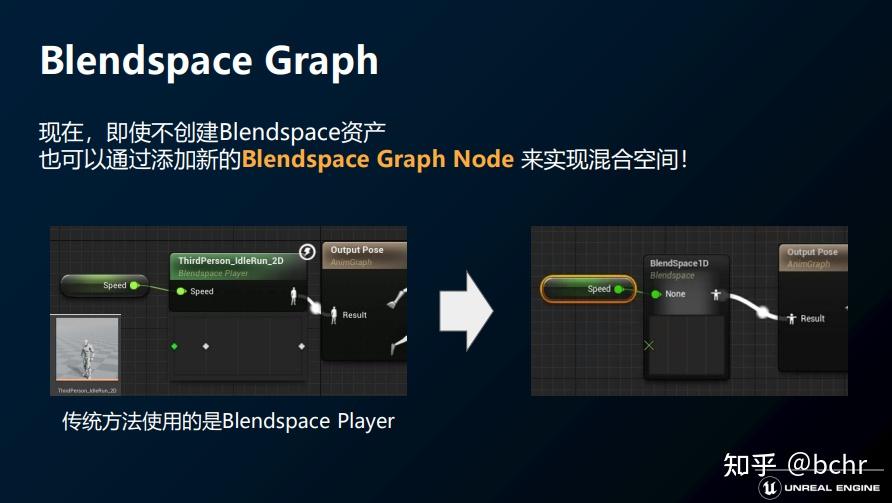 Blendspace Graph
现在，即使不创建Blendspace资产
也可以通过添加新的Blendspace Graph Node 来实现混合空间！
ThirdPerson_IdleRun_2D
Blendspace Player
Speed
Speed
Output Pose
AnimGraph
Result
ThirdPerson_IdleRun_2D
BlendSpace1D
Blendspace
Speed
None
Output Pose
AnimGraph
Result
传统方法使用的是Blendspace Player
知乎 @bchr
UNREAL ENGINE